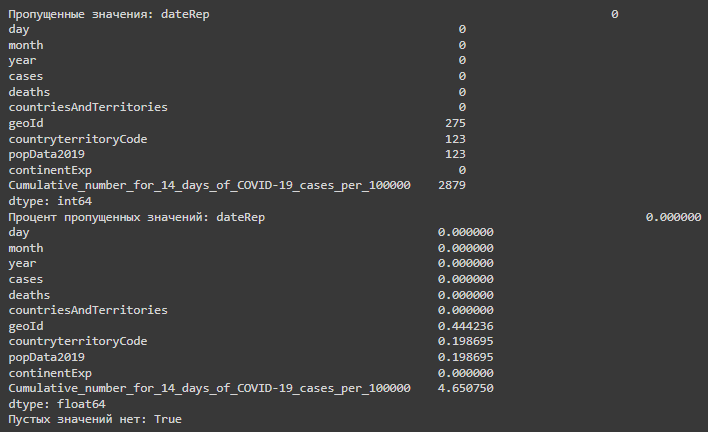 Пропущенные значения: dateRep 0
day 0
month 0
year 0
cases 0
deaths 0
countriesAndTerritories 0
geoId 275
countryterritoryCode 123
popData2019 123
continentExp 0
Cumulative_number_for_14_days_of_COVID-19_cases_per_100000 2879
dtype: int64
Процент пропущенных значений: dateRep 0.000000
day 0.000000
month 0.000000
year 0.000000
cases 0.000000
deaths 0.000000
countriesAndTerritories 0.000000
geoId 0.444236
countryterritoryCode 0.198695
popData2019 0.198695
continentExp 0.000000
Cumulative_number_for_14_days_of_COVID-19_cases_per_100000 4.650750
dtype: float64
Пустых значений нет: True